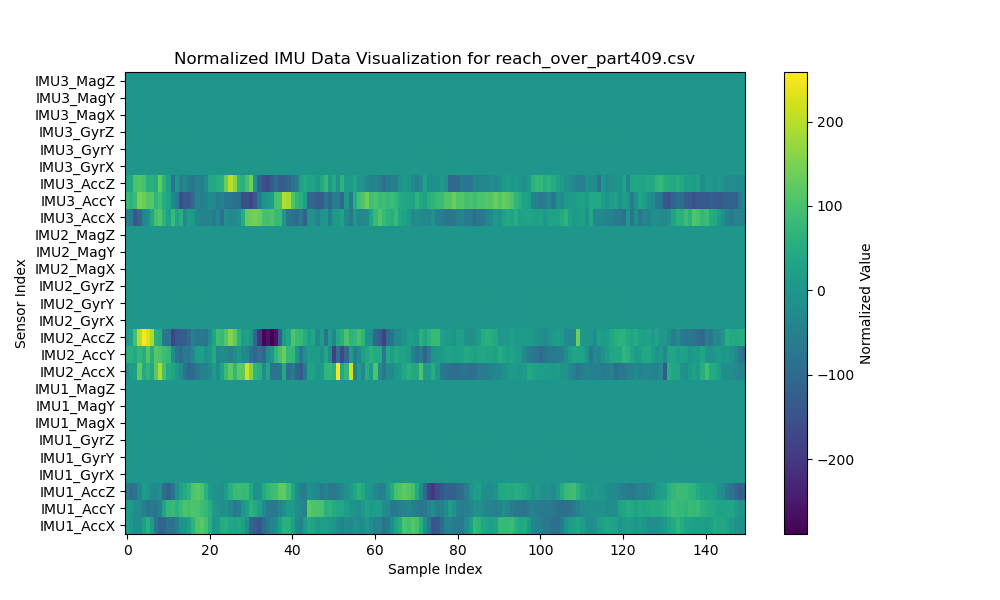 Normalized IMU Data Visualization for reach_over_part409.csv
IMU3_MagZ
IMU3_MagY
IMU3_MagX
IMU3_GyrZ
IMU3_GyrY
IMU3_GyrX
IMU3_AccZ
IMU3_AccY
IMU3_AccX
IMU2_MagZ
IMU2_MagY
IMU2_MagX
IMU2_GyrZ
IMU2_GyrY
IMU2_GyrX
IMU2_AccZ
IMU2_AccY
IMU2_AccX
IMU1_MagZ
IMU1_MagY
IMU1_MagX
IMU1_GyrZ
IMU1_GyrY
IMU1_GyrX
IMU1_AccZ
IMU1_AccY
IMU1_AccX
Sensor Index
0 20 40 60 80 100 120 140
Sample Index
200
100
0
−100
−200
Normalized Value